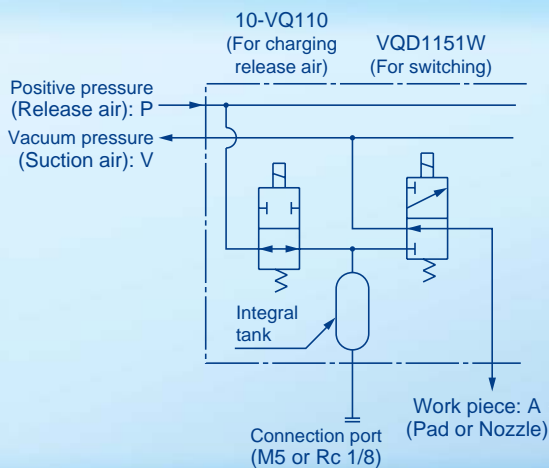 10-VQ110
(For charging
release air)
VQD1151W
(For switching)
Positive pressure
(Release air): P
Vacuum pressure
(Suction air): V
Integral
tank
Connection port
(M5 or Rc 1/8)
Work piece: A
(Pad or Nozzle)